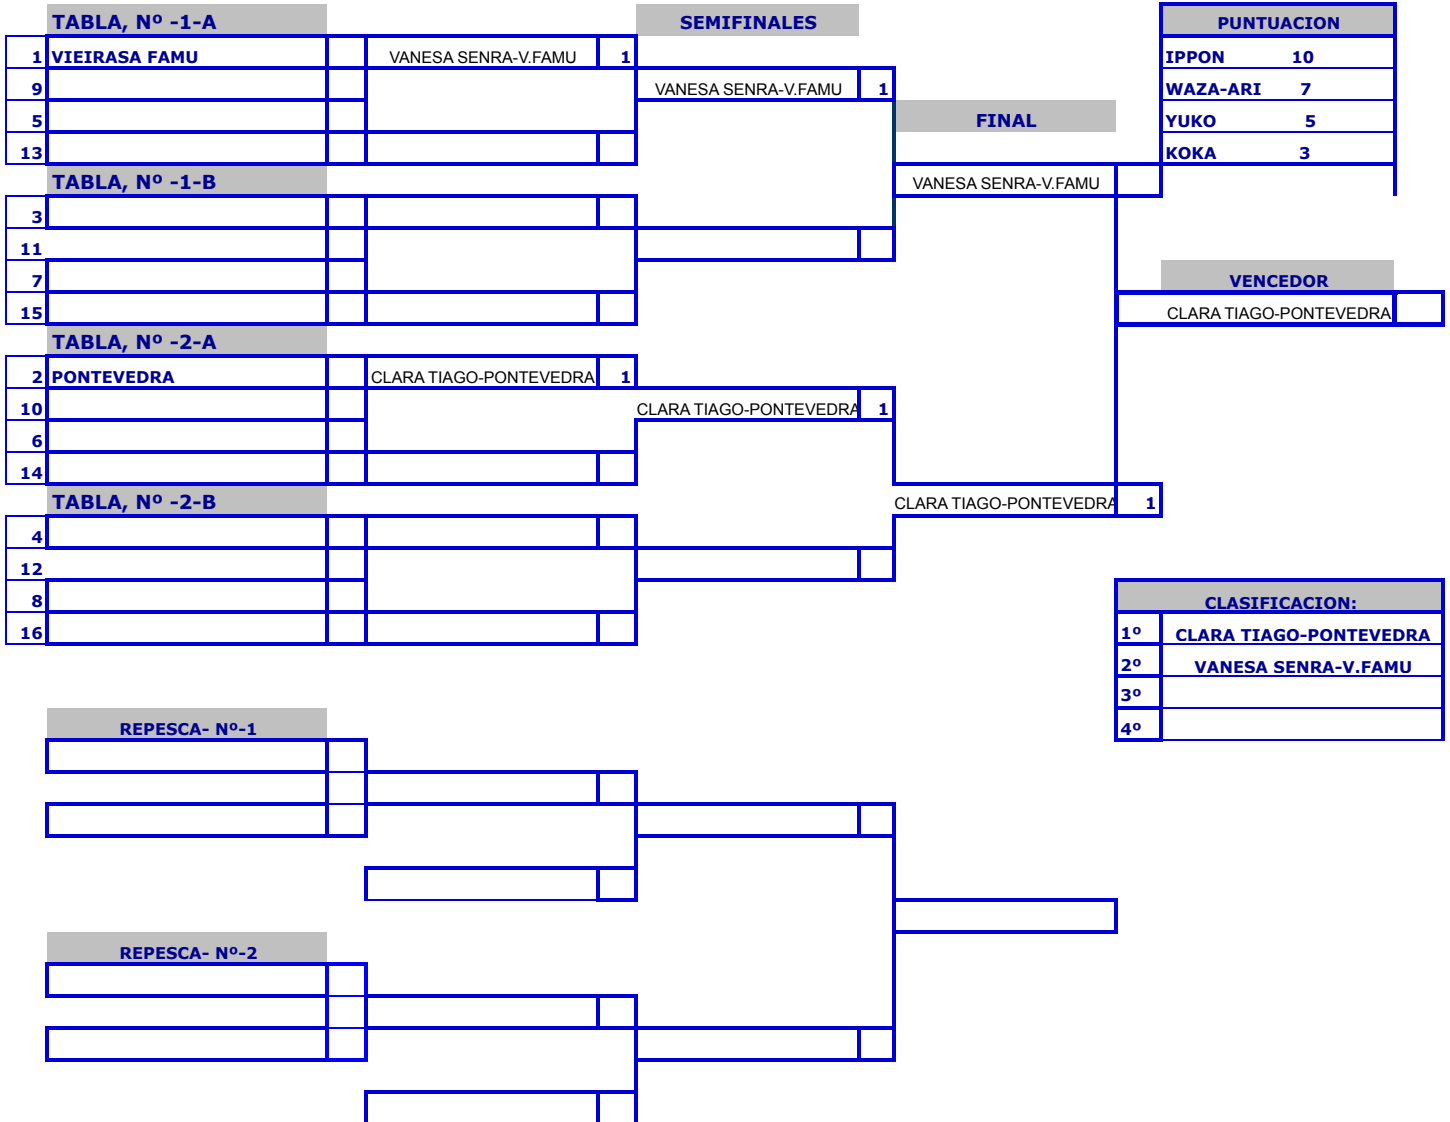 TABLA, Nº -1-A SEMIFINALES PUNTUACION
1 VIEIRASA FAMU VANESA SENRA-V.FAMU 1 IPPON 10
9 VANESA SENRA-V.FAMU 1 WAZA-ARI 7
5 FINAL YUKO 5
13 KOKA 3
TABLA, Nº -1-B VANESA SENRA-V.FAMU
3
11
7 VENCEDOR
15 CLARA TIAGO-PONTEVEDRA
TABLA, Nº -2-A
2 PONTEVEDRA CLARA TIAGO-PONTEVEDRA 1
10 CLARA TIAGO-PONTEVEDRA 1
6
14
TABLA, Nº -2-B CLARA TIAGO-PONTEVEDRA 1
4
12
8 CLASIFICACION:
16 1º CLARA TIAGO-PONTEVEDRA
2º VANESA SENRA-V.FAMU
3º
REPESCA- Nº-1 4º
REPESCA- Nº-2